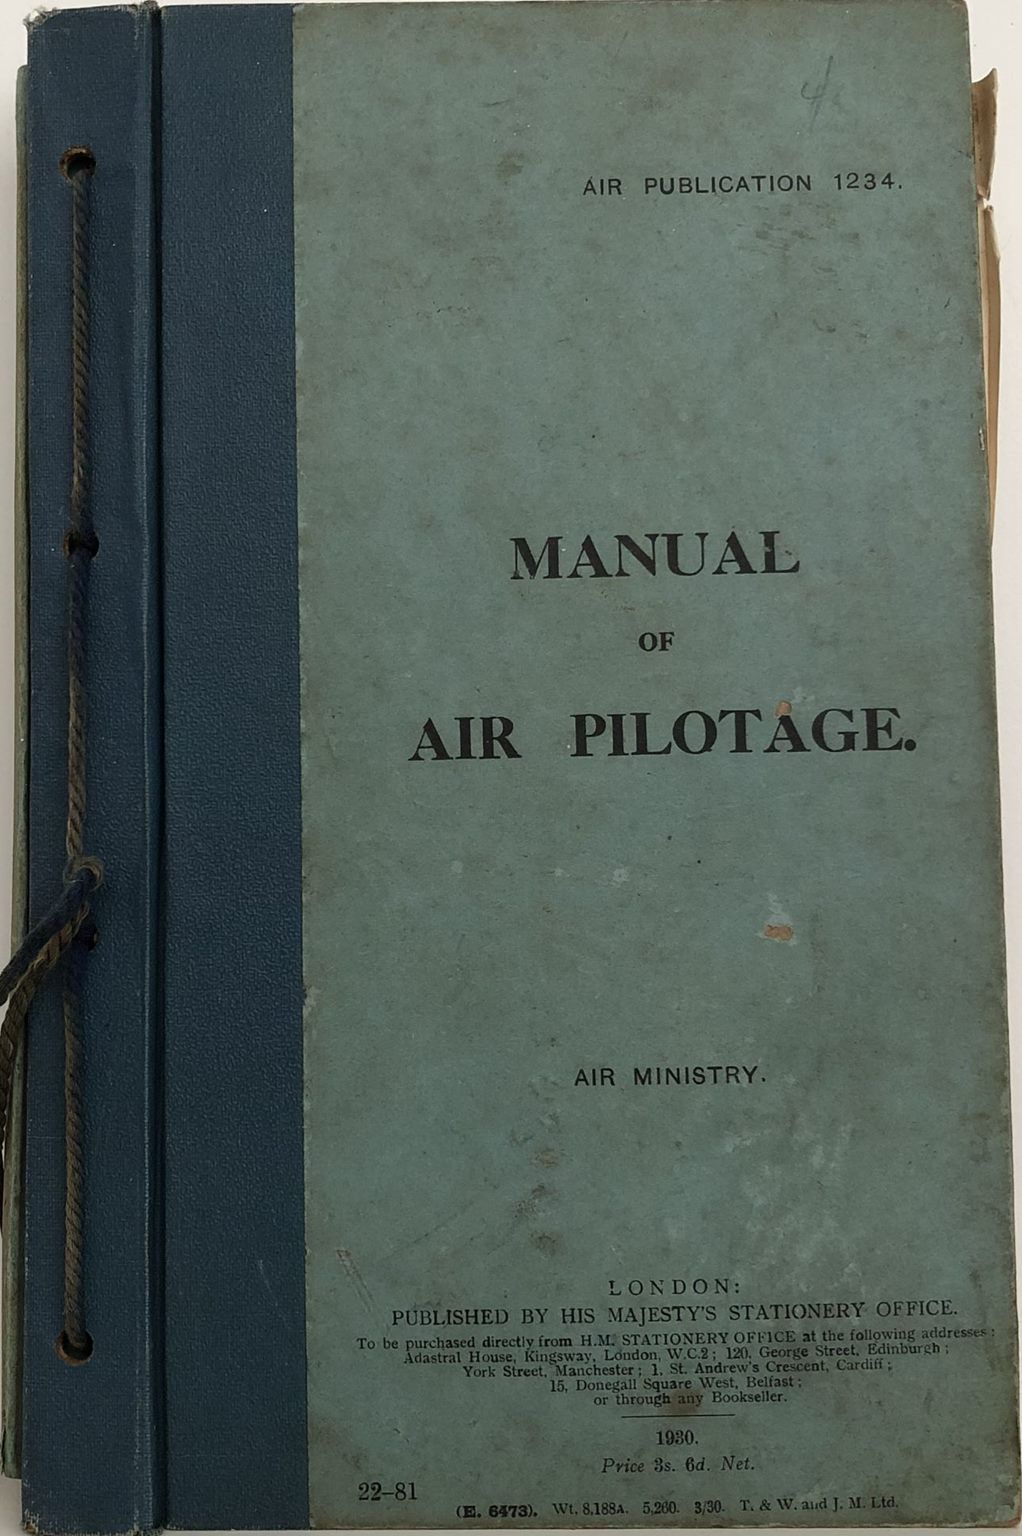 AIR PUBLICATION 1234.
MANUAL
OF
AIR PILOTAGE.
AIR MINISTRY.
LONDON:
PUBLISHED BY HIS MAJESTY'S STATIONERY OFFICE.
To be purchased directly from H.M. STATIONERY OFFICE at the following addresses:
Adastral House, Kingsway, London, W.C.2; 120, George Street, Edinburgh;
York Street, Manchester; 1, St. Andrew's Crescent, Cardiff;
15, Donegall Square West, Belfast;
or through any Bookseller.
1930.
Price 3s. 6d. Net.
22–81
(E. 6473). Wt. 8,188A. 5,260. 3/30. T. & W. and J. M. Ltd.